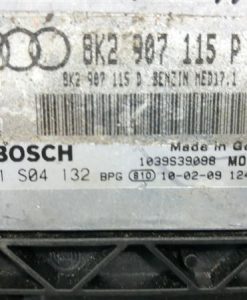 8K2 907 115 P
8K2 907 115 D BENZIN MED17.1
Made in Ge
BOSCH
1039S39098 MO
1 S04 132 BPG 810 10-02-09 124